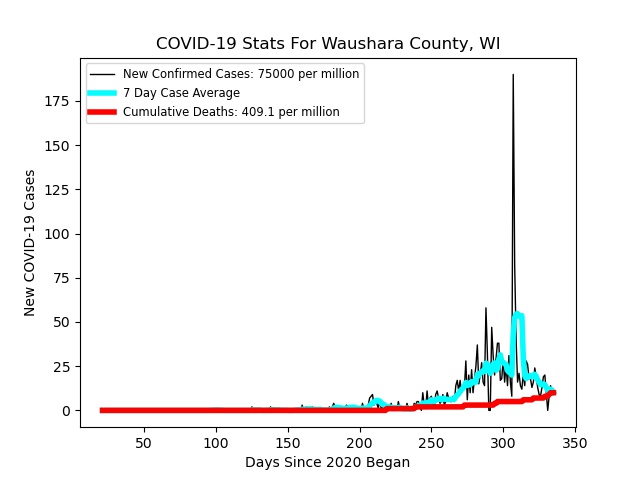 COVID-19 Stats For Waushara County, WI
New Confirmed Cases: 75000 per million
7 Day Case Average
Cumulative Deaths: 409.1 per million
New COVID-19 Cases
175
150
125
100
75
50
25
0
50 100 150 200 250 300 350
Days Since 2020 Began